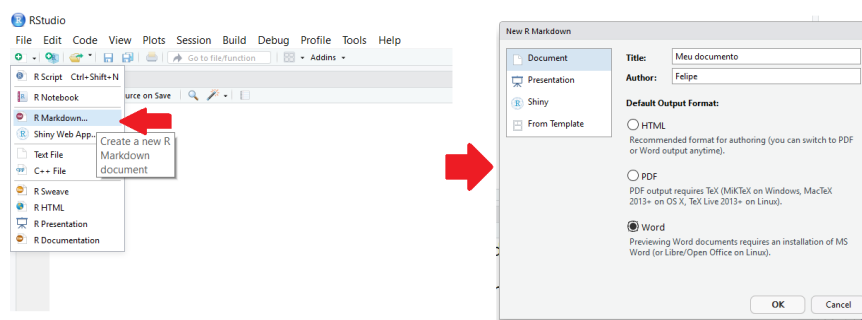 RStudio
File Edit Code View Plots Session Build Debug Profile Tools Help
Go to file/function Addins
R Script Ctrl+Shift+N
R Notebook
urce on Save
R Markdown...
Shiny Web App...
Create a new R
Markdown
document
Text File
C++ File
R Sweave
R HTML
R Presentation
R Documentation
New R Markdown
Document
Presentation
Shiny
From Template
Title: Meu documento
Author: Felipe
Default Output Format:
HTML
Recommended format for authoring (you can switch to PDF
or Word output anytime).
PDF
PDF output requires TeX (MiKTeX on Windows, MacTeX
2013+ on OS X, TeX Live 2013+ on Linux).
Word
Previewing Word documents requires an installation of MS
Word (or Libre/Open Office on Linux).
OK Cancel